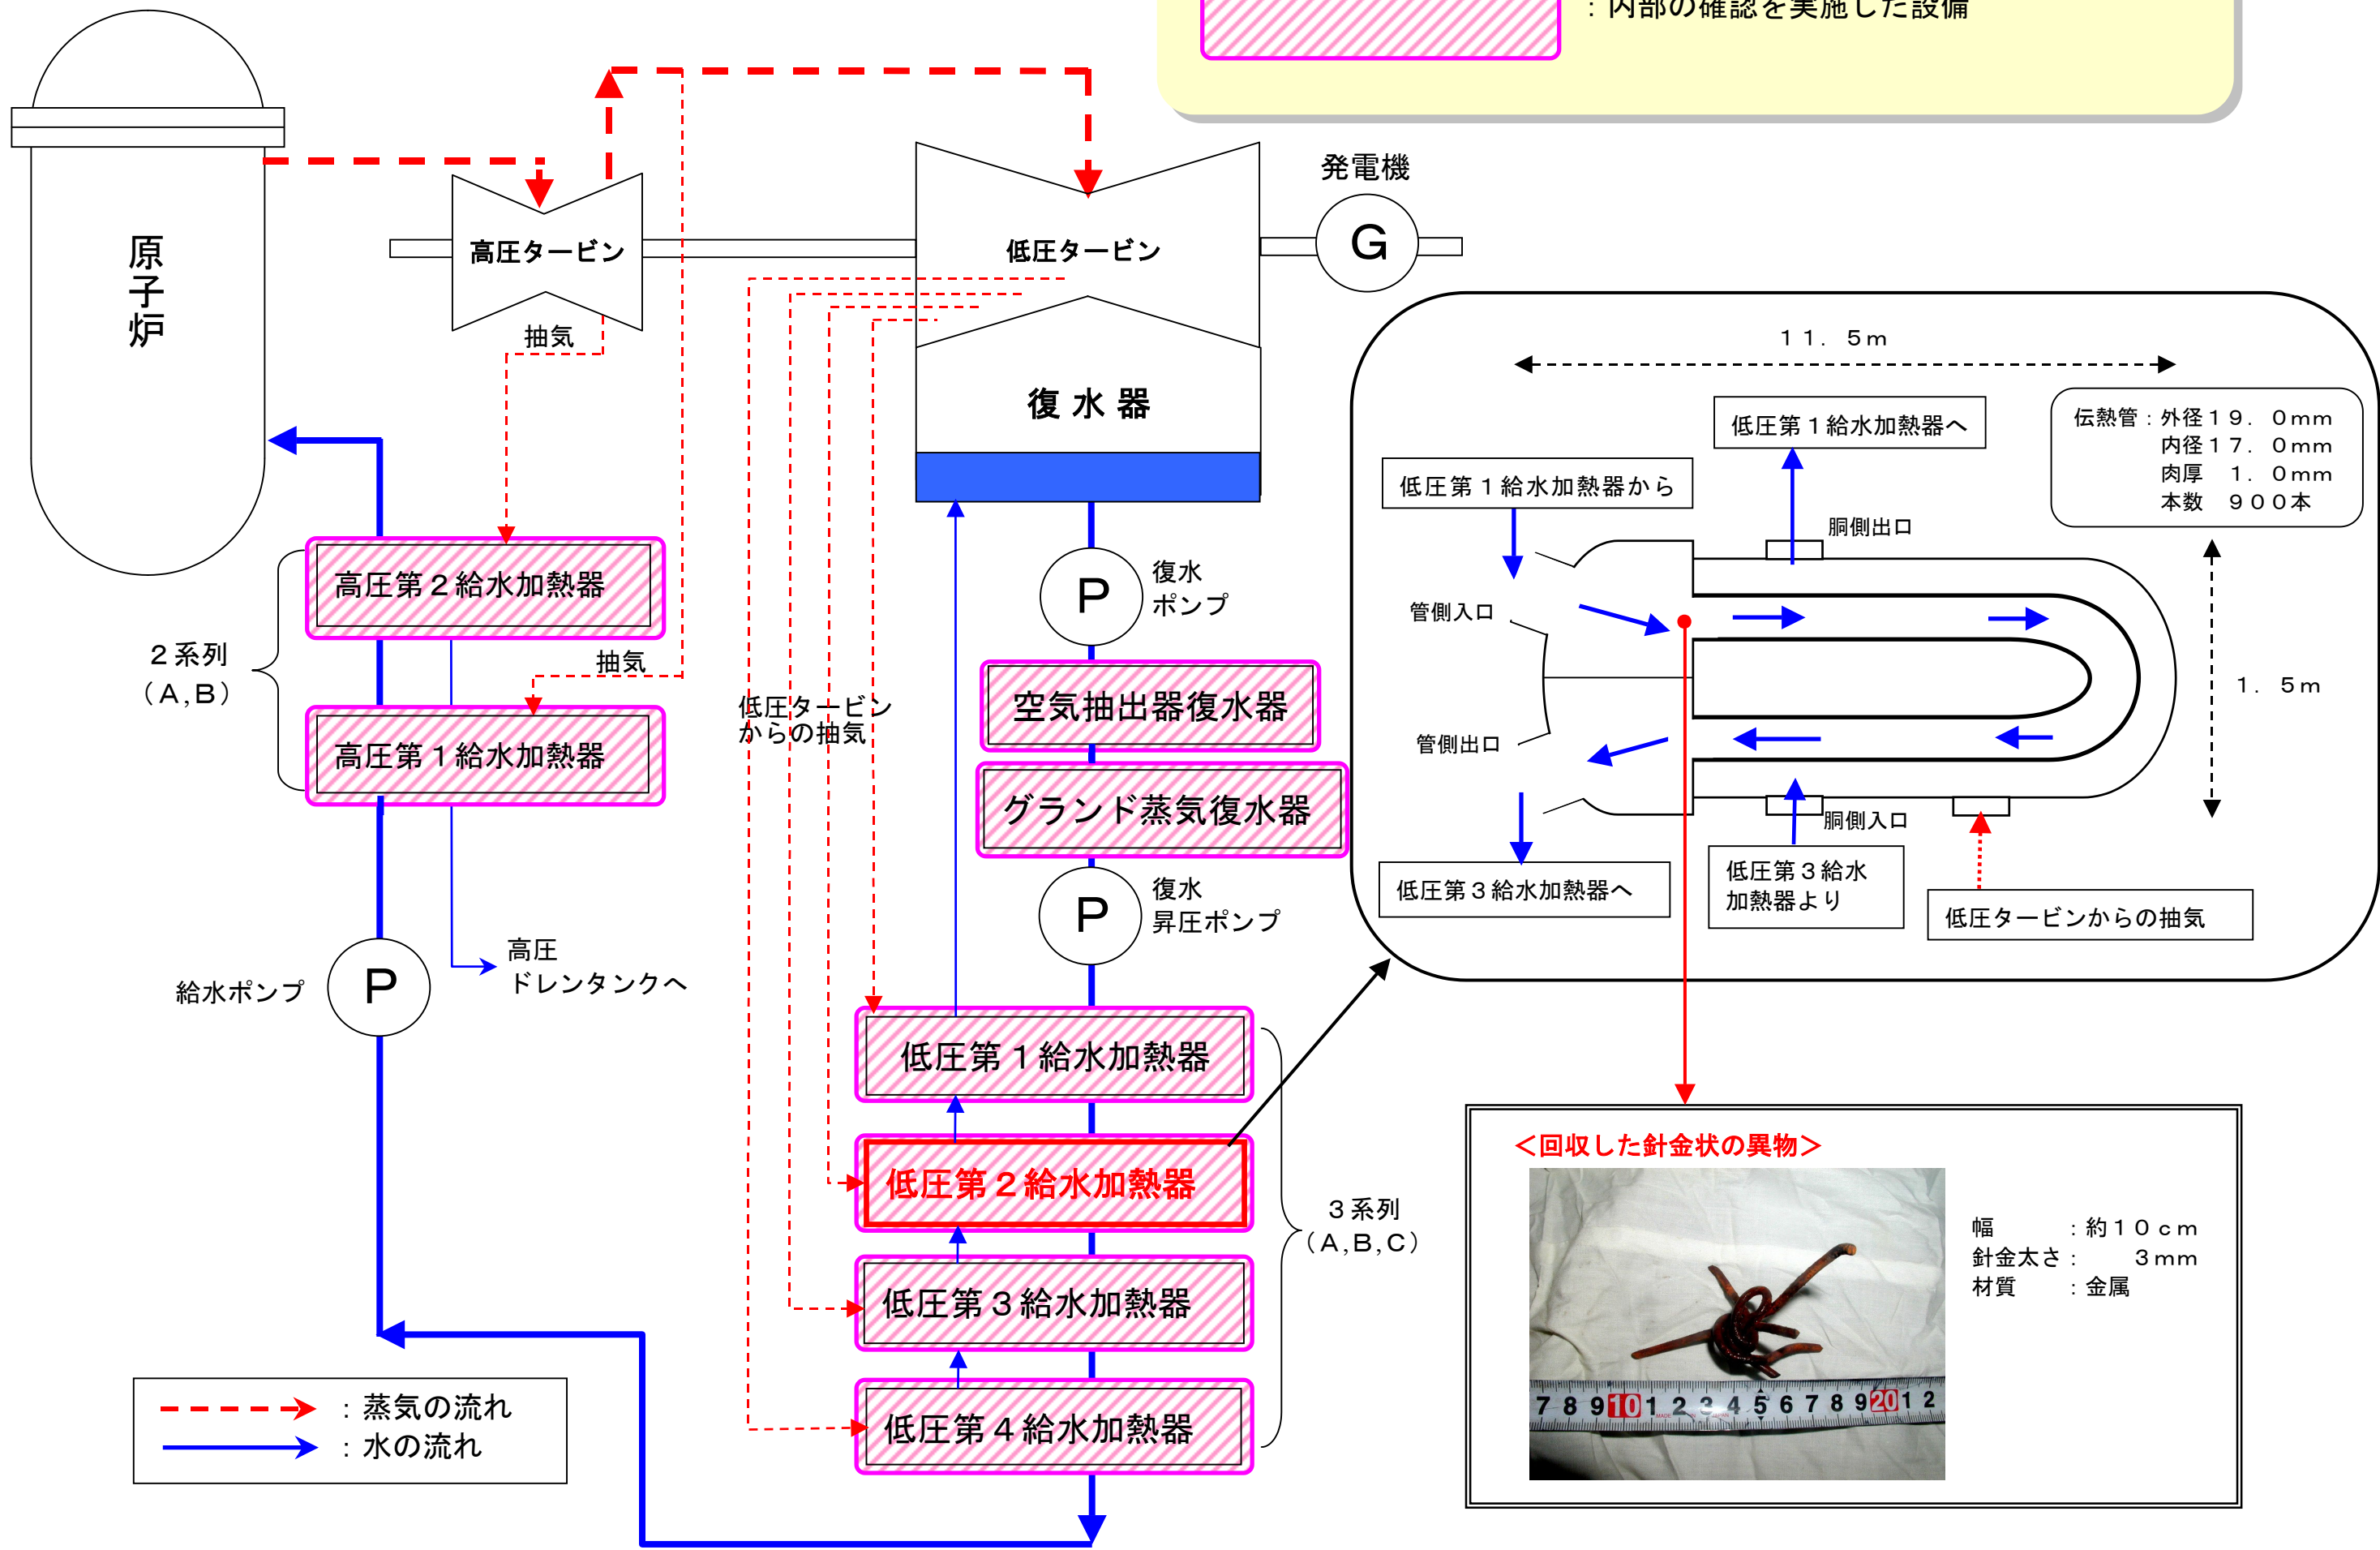 ：内部の確認を実施した設備
発電機
G
原子炉
高圧タービン
低圧タービン
抽気
復水器
高圧第２給水加熱器
２系列
（Ａ,Ｂ）
抽気
高圧第１給水加熱器
低圧タービン
からの抽気
P
復水
ポンプ
空気抽出器復水器
グランド蒸気復水器
P
復水
昇圧ポンプ
給水ポンプ
P
高圧
ドレンタンクへ
低圧第１給水加熱器
低圧第２給水加熱器
低圧第３給水加熱器
低圧第４給水加熱器
３系列
（Ａ,Ｂ,Ｃ）
：蒸気の流れ
：水の流れ
１１．５ｍ
低圧第１給水加熱器へ
伝熱管：外径１９．０mm
内径１７．０mm
肉厚　１．０mm
本数　９００本
低圧第１給水加熱器から
胴側出口
管側入口
１．５ｍ
管側出口
胴側入口
低圧第３給水加熱器へ
低圧第３給水
加熱器より
低圧タービンからの抽気
＜回収した針金状の異物＞
幅　　　：約１０ｃｍ
針金太さ：　　３mm
材質　　：金属
7 8 9 10 1 2 3 4 5 6 7 8 9 20 1 2